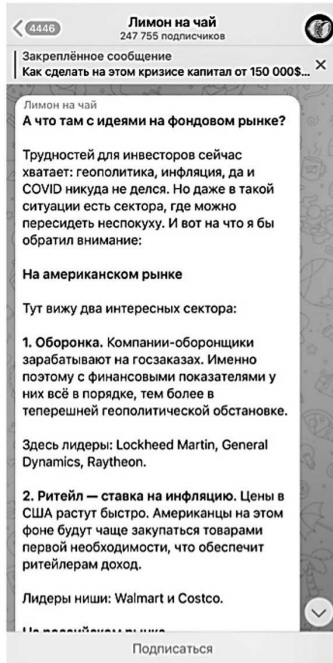 4446
Лимон на чай
247 755 подписчиков
Закреплённое сообщение
Как сделать на этом кризисе капитал от 150 000$...
Лимон на чай
А что там с идеями на фондовом рынке?
Трудностей для инвесторов сейчас
хватает: геополитика, инфляция, да и
COVID никуда не делся. Но даже в такой
ситуации есть сектора, где можно
пересидеть неспокуху. И вот на что я бы
обратил внимание:
На американском рынке
Тут вижу два интересных сектора:
1. Оборонка. Компании-оборонщики
зарабатывают на госзаказах. Именно
поэтому с финансовыми показателями у
них всё в порядке, тем более в
теперешней геополитической обстановке.
Здесь лидеры: Lockheed Martin, General
Dynamics, Raytheon.
2. Ритейл — ставка на инфляцию. Цены в
США растут быстро. Американцы на этом
фоне будут чаще закупаться товарами
первой необходимости, что обеспечит
ритейлерам доход.
Лидеры ниши: Walmart и Costco.
На российском рынке
Подписаться